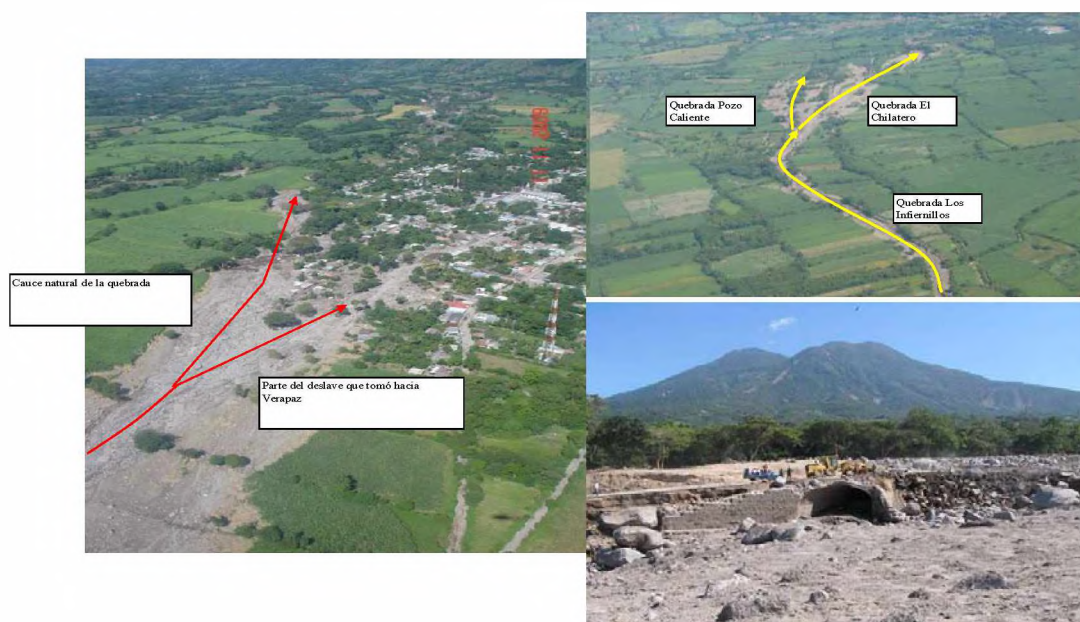 Cauce natural de la quebrada
Parte del deslave que tomó hacia
Verapaz
Quebrada Pozo
Caliente
Quebrada El
Chilatero
Quebrada Los
Infiernillos